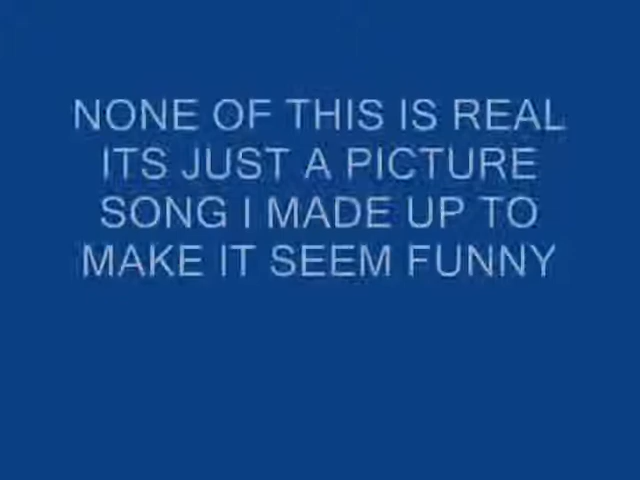 NONE OF THIS IS REAL
ITS JUST A PICTURE
SONG I MADE UP TO
MAKE IT SEEM FUNNY